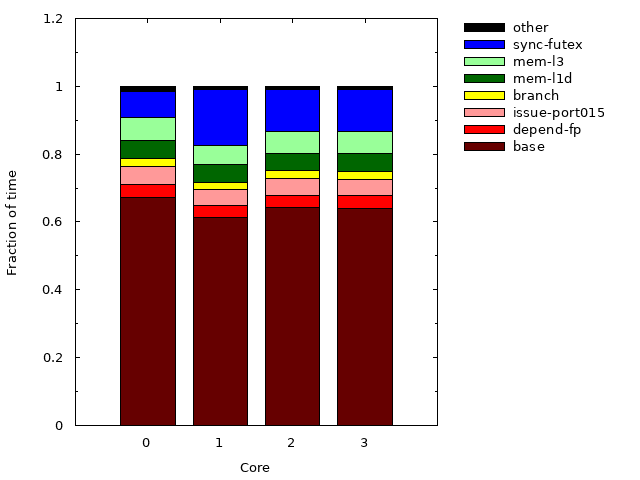 1.2
1
0.8
0.6
0.4
0.2
0
Fraction of time
0 1 2 3
Core
other
sync-futex
mem-l3
mem-l1d
branch
issue-port015
depend-fp
base